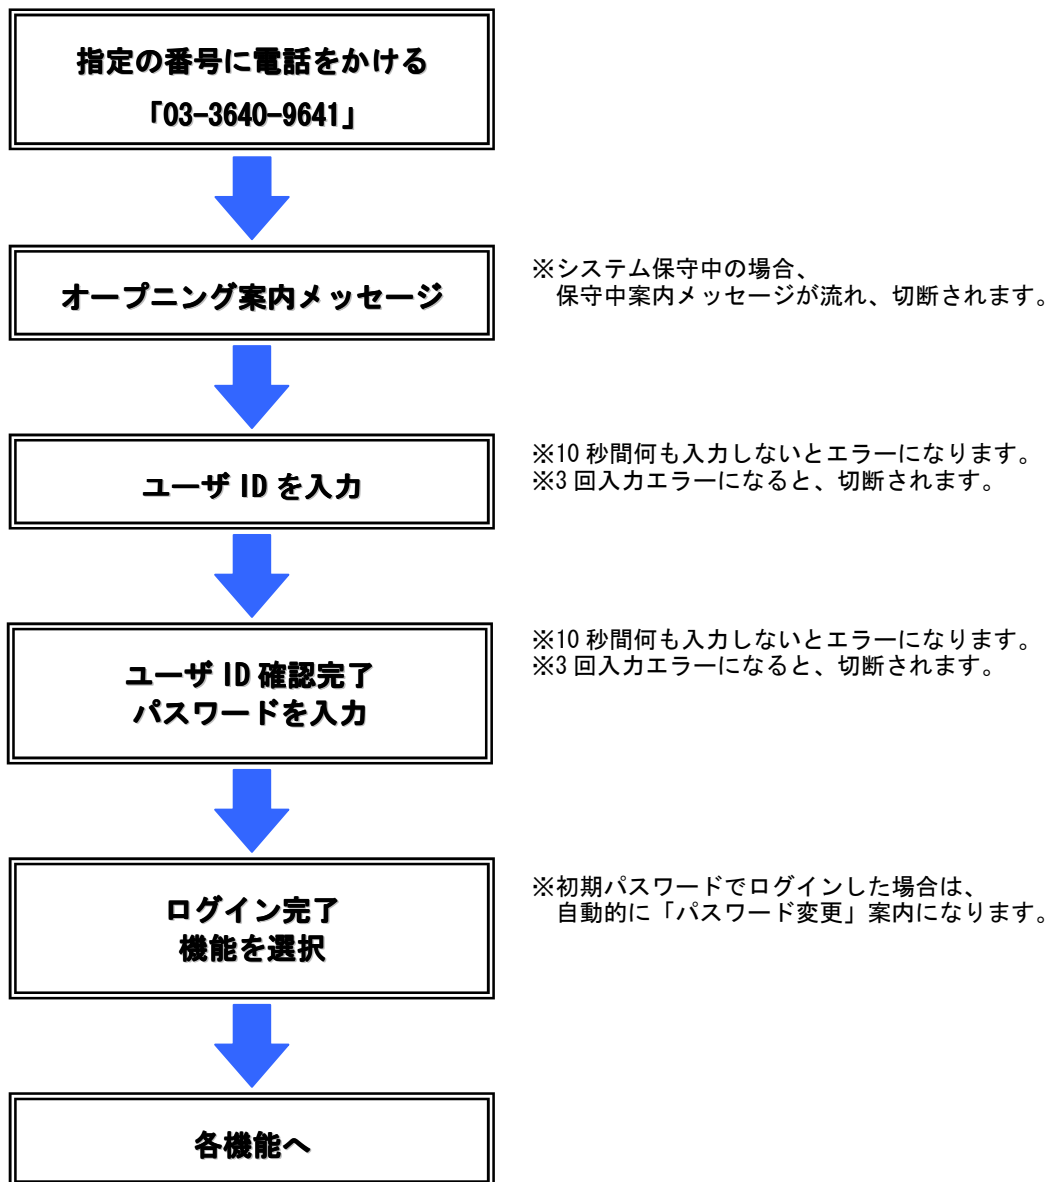 指定の番号に電話をかける
「03-3640-9641」
オープニング案内メッセージ
※システム保守中の場合、
保守中案内メッセージが流れ、切断されます。
ユーザ ID を入力
※10 秒間何も入力しないとエラーになります。
※3 回入力エラーになると、切断されます。
ユーザ ID 確認完了
パスワードを入力
※10 秒間何も入力しないとエラーになります。
※3 回入力エラーになると、切断されます。
ログイン完了
機能を選択
※初期パスワードでログインした場合は、
自動的に「パスワード変更」案内になります。
各機能へ